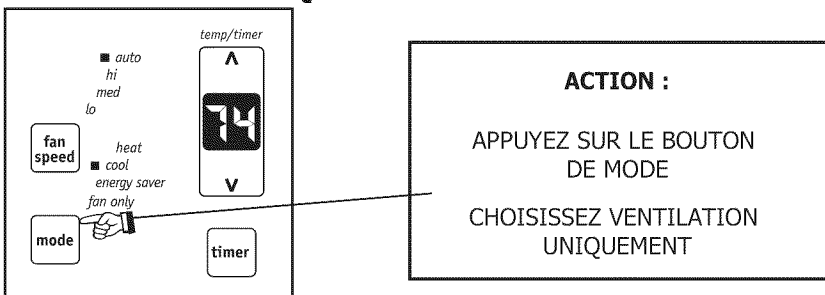 temp/timer
auto
hi
med
lo
74
fan
speed
heat
cool
energy saver
fan only
mode
timer
ACTION :
APPUYEZ SUR LE BOUTON
DE MODE
CHOISISSEZ VENTILATION
UNIQUEMENT